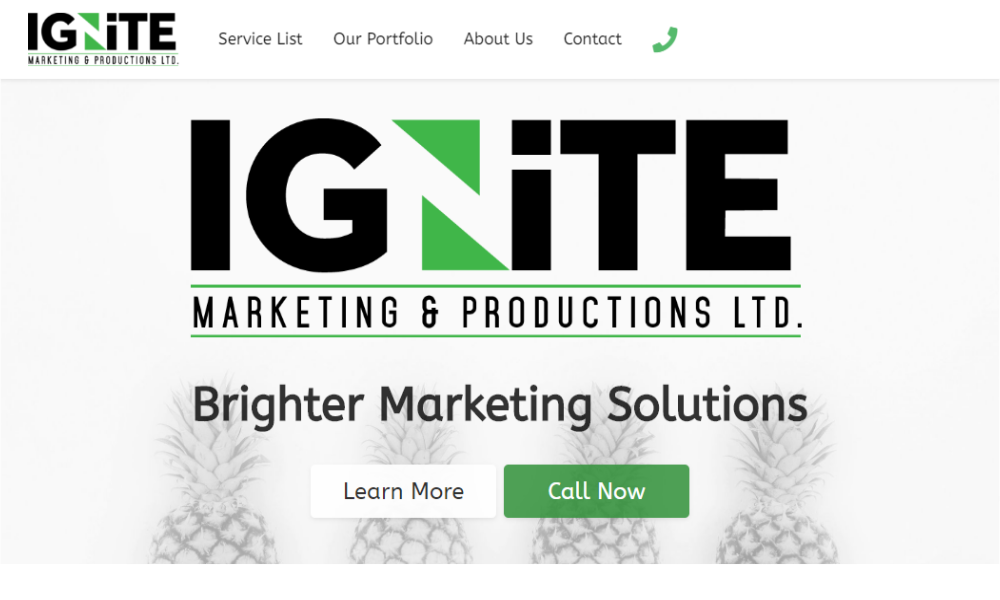 IGNiTE
MARKETING & PRODUCTIONS LTD.
Service List
Our Portfolio
About Us
Contact
IGNiTE
MARKETING & PRODUCTIONS LTD.
Brighter Marketing Solutions
Learn More
Call Now